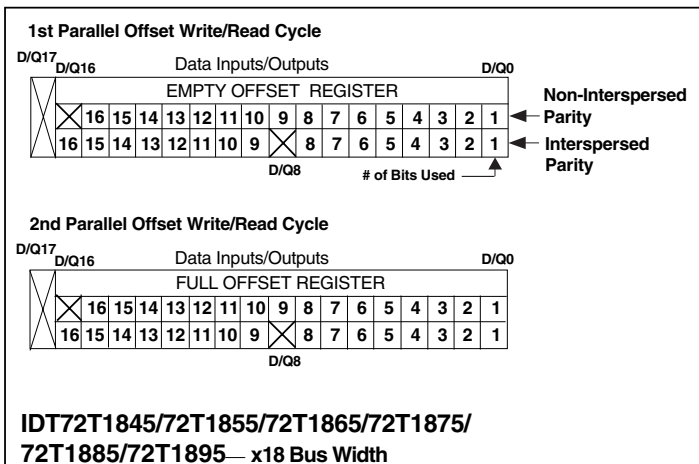 1st Parallel Offset Write/Read Cycle
D/Q17 D/Q16 Data Inputs/Outputs D/Q0
EMPTY OFFSET REGISTER
16 15 14 13 12 11 10 9 8 7 6 5 4 3 2 1 Non-Interspersed Parity
16 15 14 13 12 11 10 9 8 7 6 5 4 3 2 1 Interspersed Parity
D/Q8 # of Bits Used
2nd Parallel Offset Write/Read Cycle
D/Q17 D/Q16 Data Inputs/Outputs D/Q0
FULL OFFSET REGISTER
16 15 14 13 12 11 10 9 8 7 6 5 4 3 2 1
16 15 14 13 12 11 10 9 8 7 6 5 4 3 2 1
D/Q8
IDT72T1845/72T1855/72T1865/72T1875/
72T1885/72T1895— x18 Bus Width